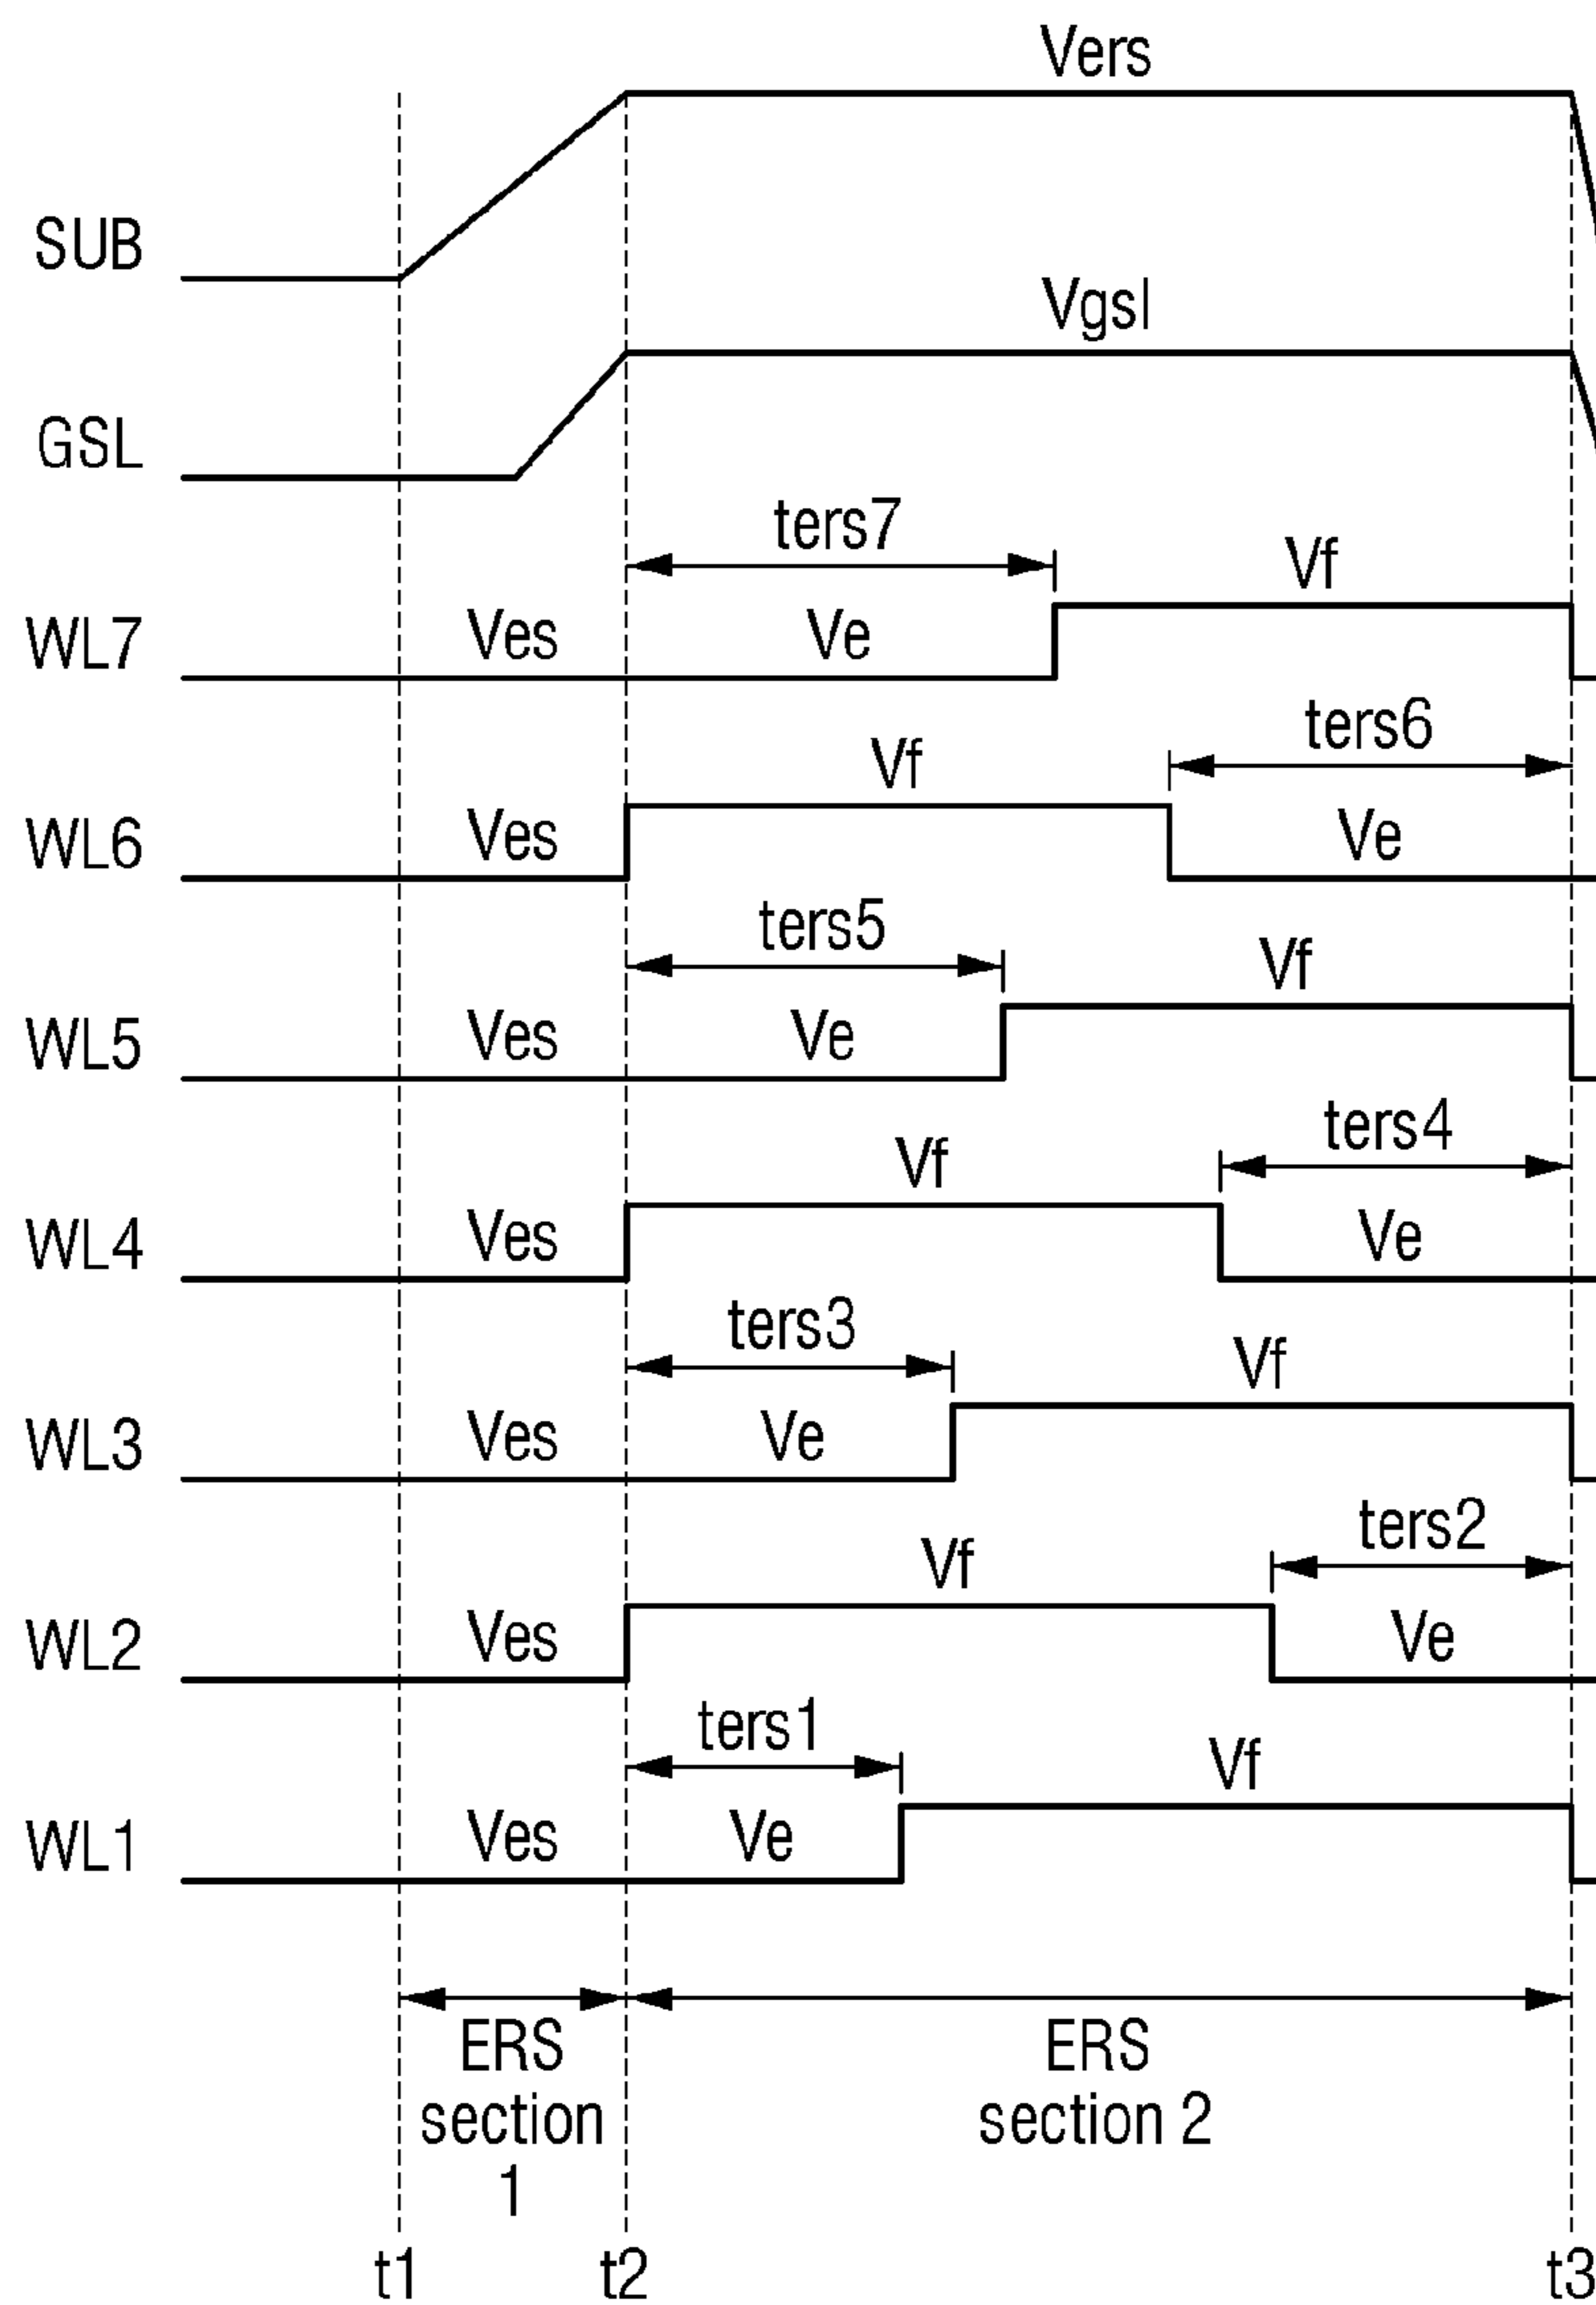 Vers
SUB
Vgsl
GSL
ters7
Vf
WL7 Ves Ve
ters6
Vf
WL6 Ves Ve
ters5
Vf
WL5 Ves Ve
ters4
Vf
WL4 Ves Ve
ters3
Vf
WL3 Ves Ve
ters2
Vf
WL2 Ves Ve
ters1
Vf
WL1 Ves Ve
ERS
section
1
ERS
section 2
t1 t2 t3